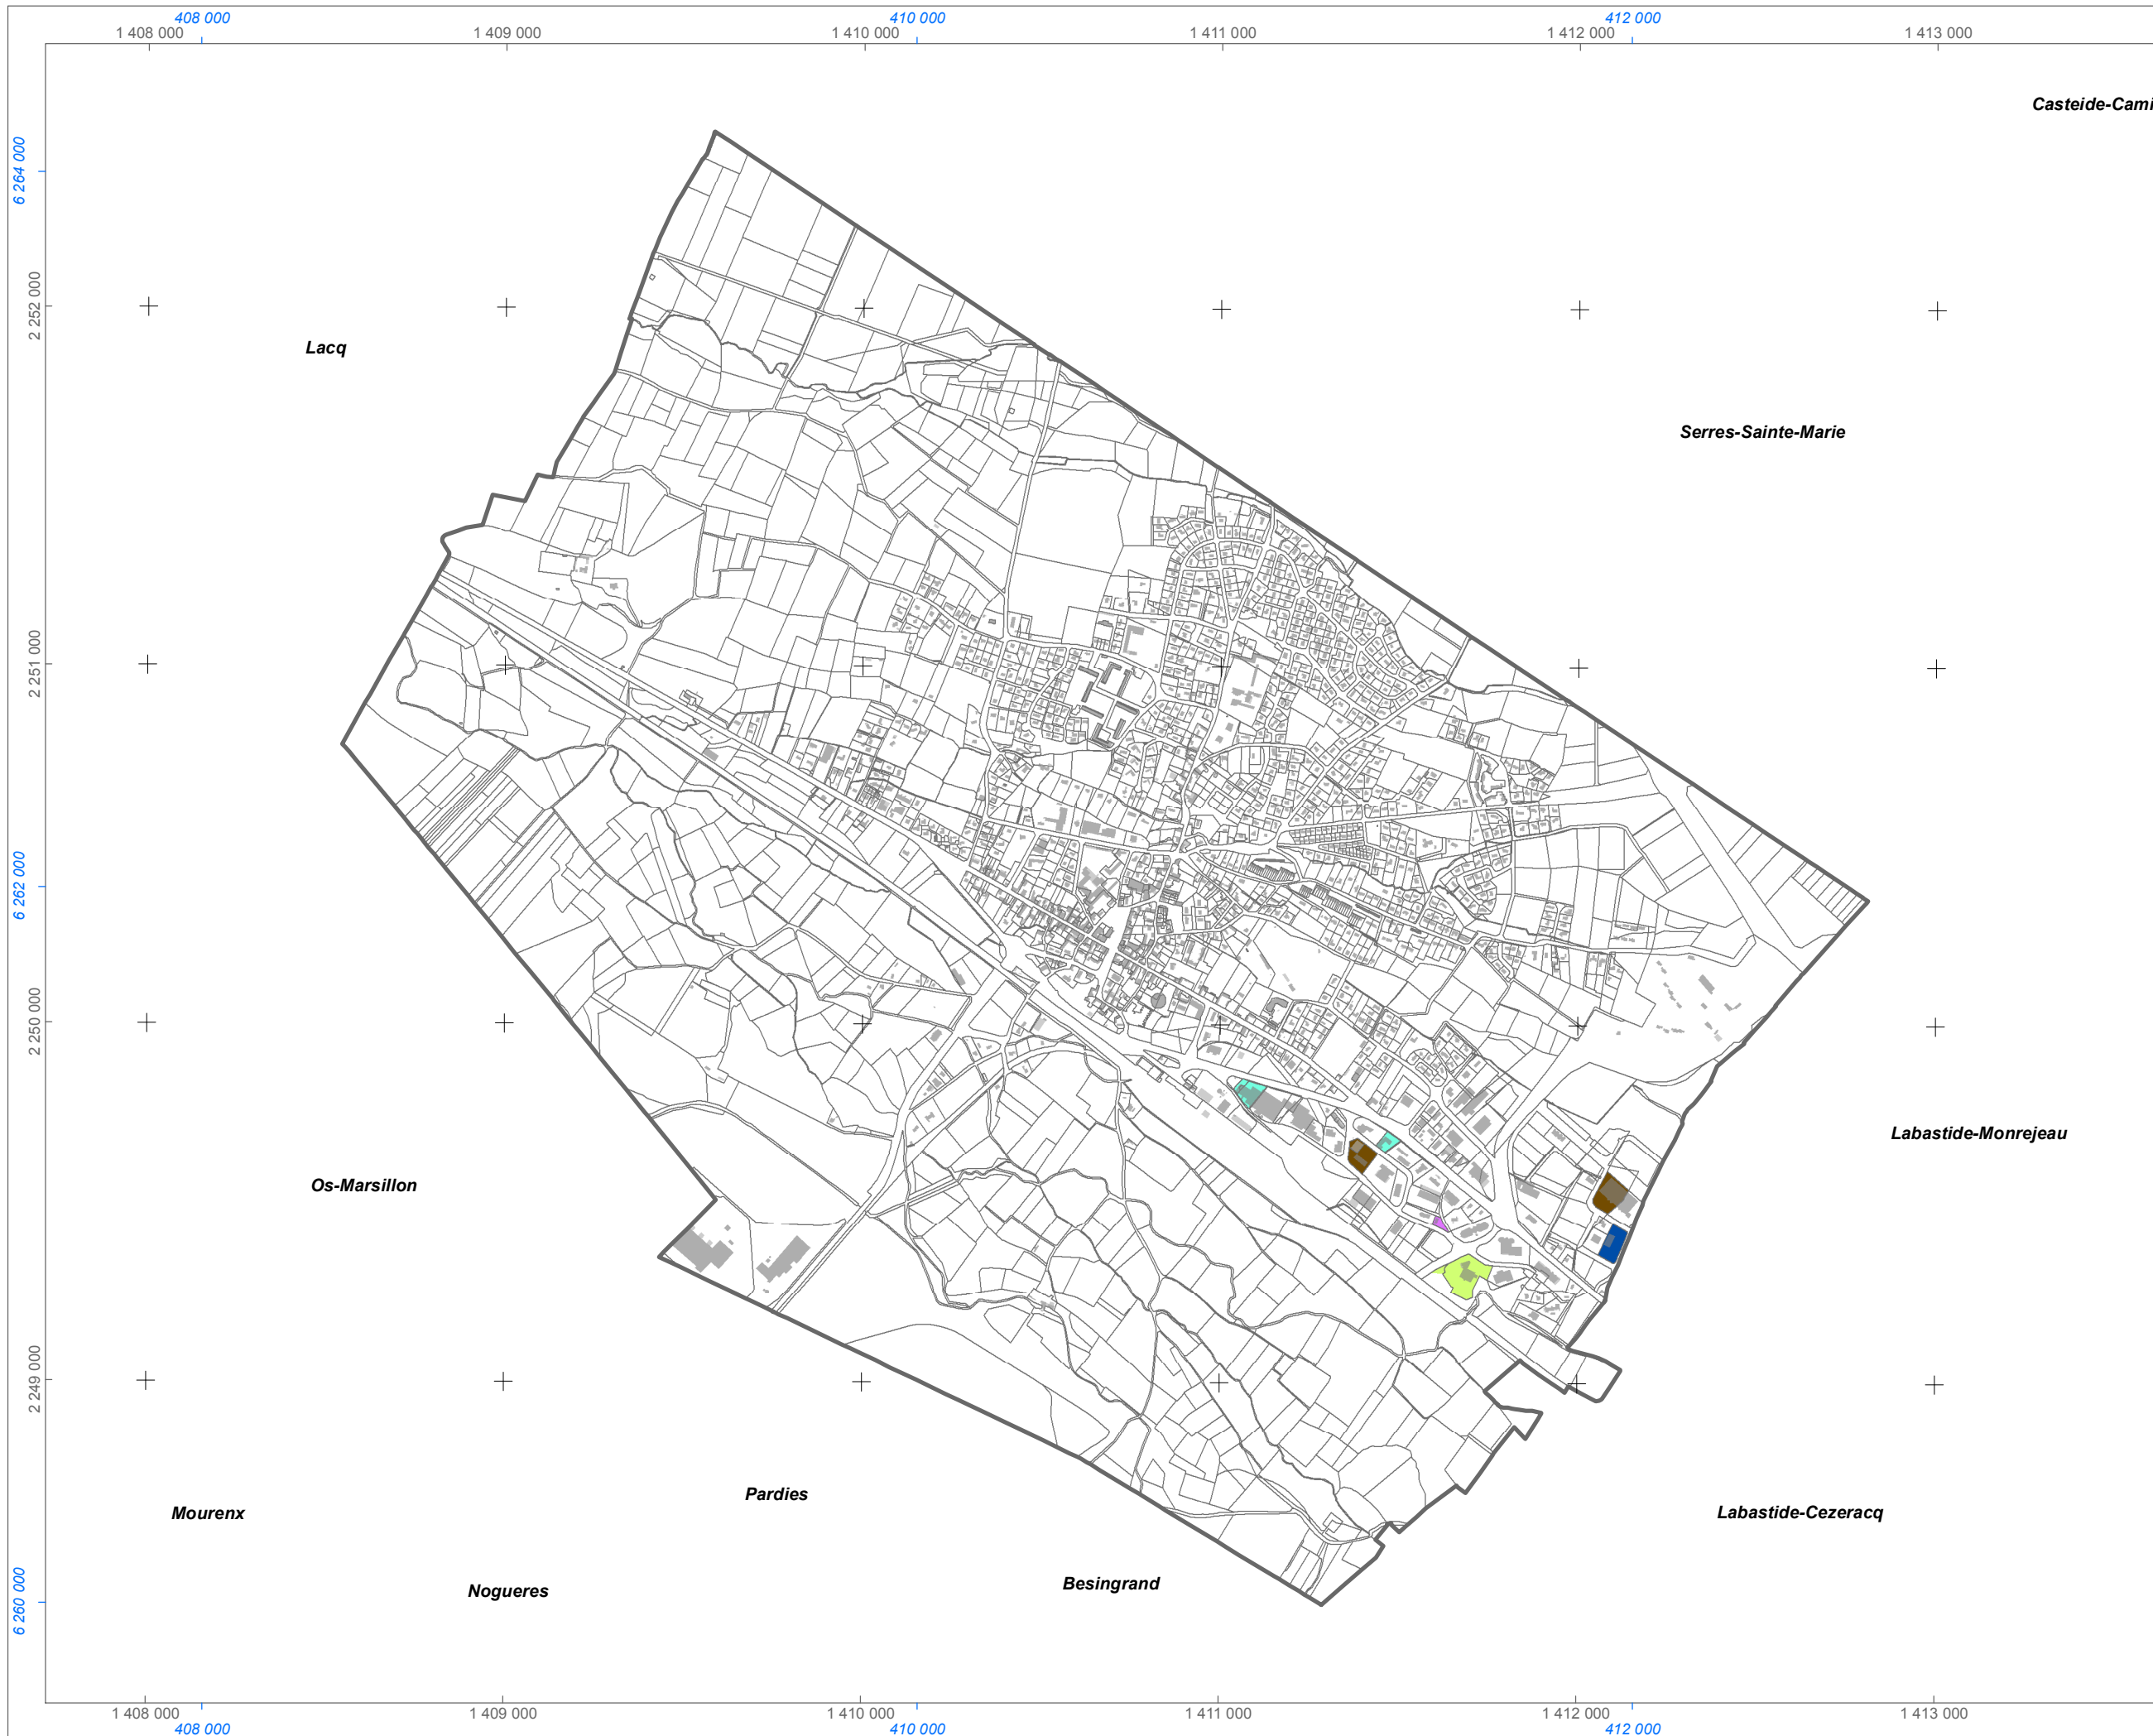 408 000
410 000
412 000
1 408 000
1 409 000
1 410 000
1 411 000
1 412 000
1 413 000
Casteide-Cami
6 264 000
2 252 000
Lacq
Serres-Sainte-Marie
2 251 000
6 262 000
2 250 000
Labastide-Monrejeau
Os-Marsillon
2 249 000
Pardies
Mourenx
Labastide-Cezeracq
Besingrand
Nogueres
6 260 000
1 408 000
1 409 000
1 410 000
1 411 000
1 412 000
1 413 000
408 000
410 000
412 000